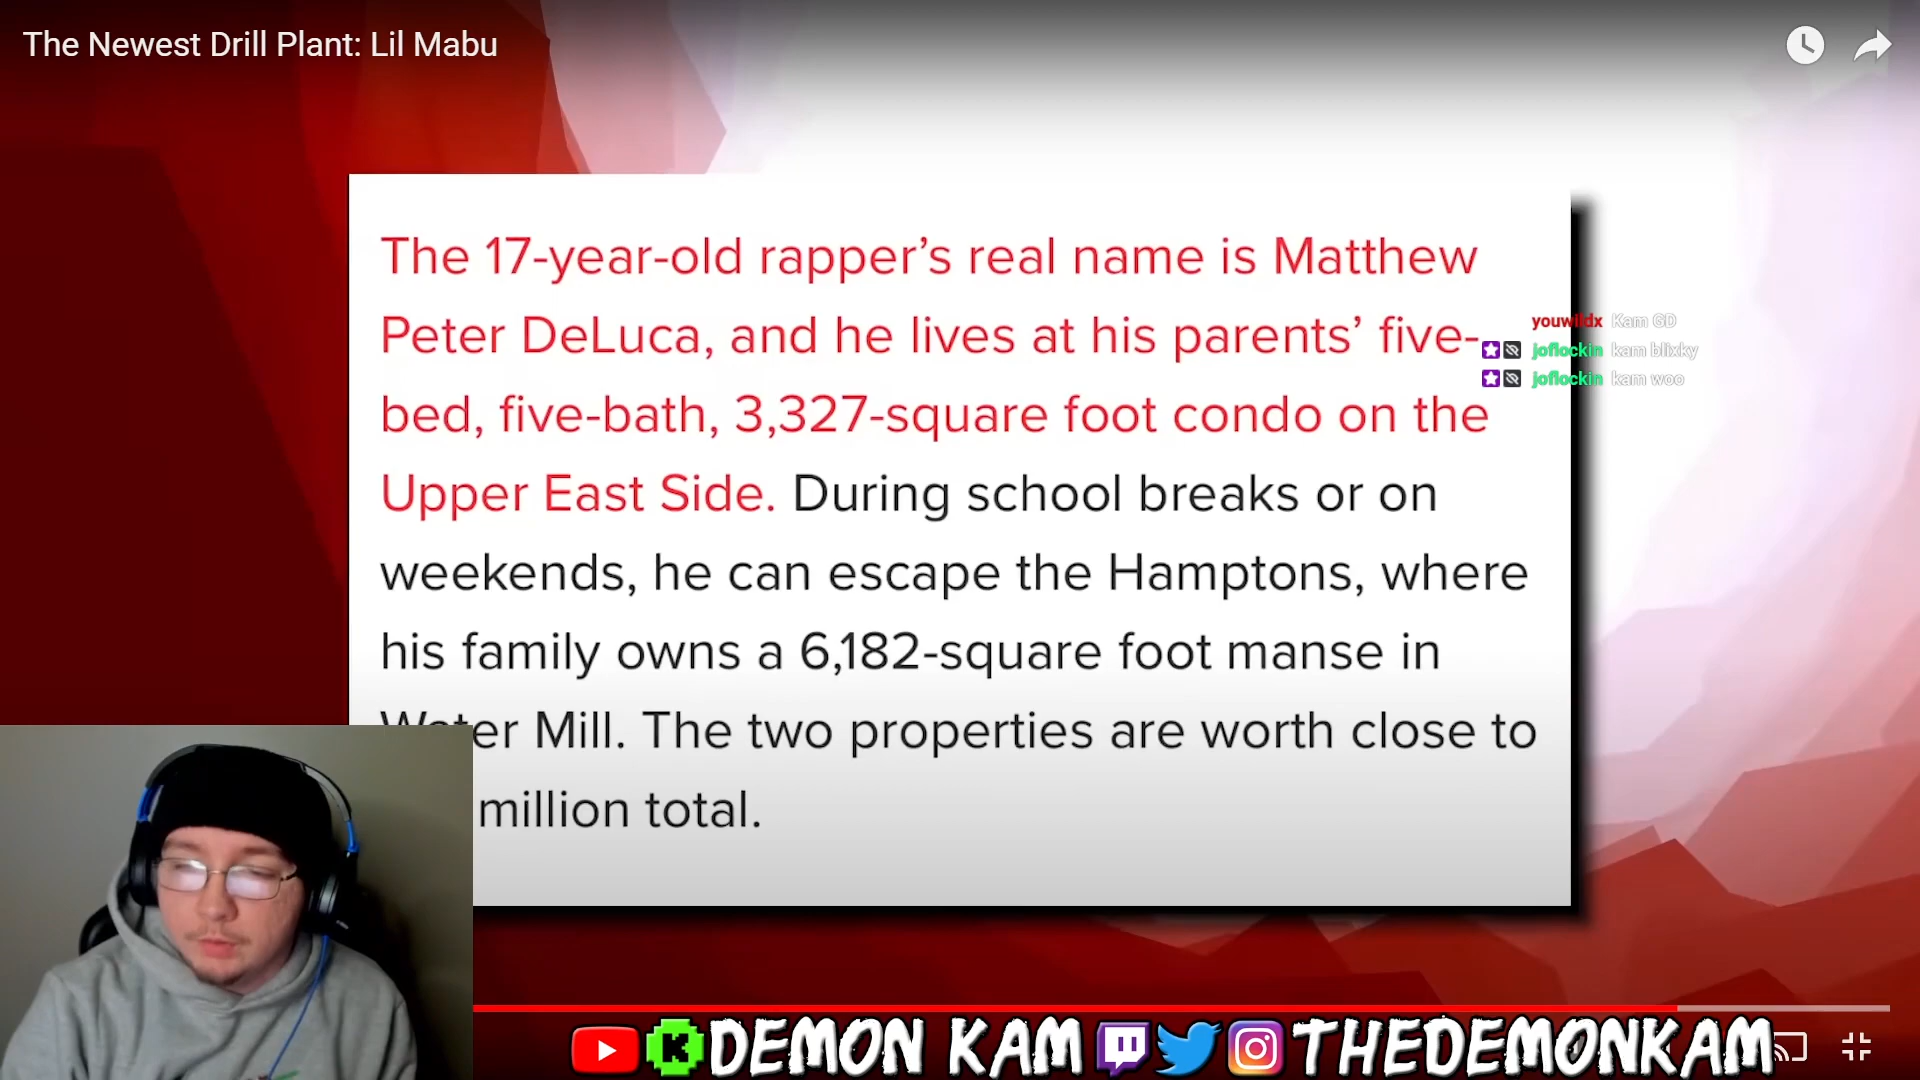 The Newest Drill Plant: Lil Mabu
The 17-year-old rapper's real name is Matthew
Peter DeLuca, and he lives at his parents' five-
bed, five-bath, 3,327-square foot condo on the
Upper East Side. During school breaks or on
weekends, he can escape the Hamptons, where
his family owns a 6,182-square foot manse in
Water Mill. The two properties are worth close to
million total.
youwildx Kam GD
joflockin kam blixky
joflockin kam woo
K DEMON KAM THEDEMONKAM